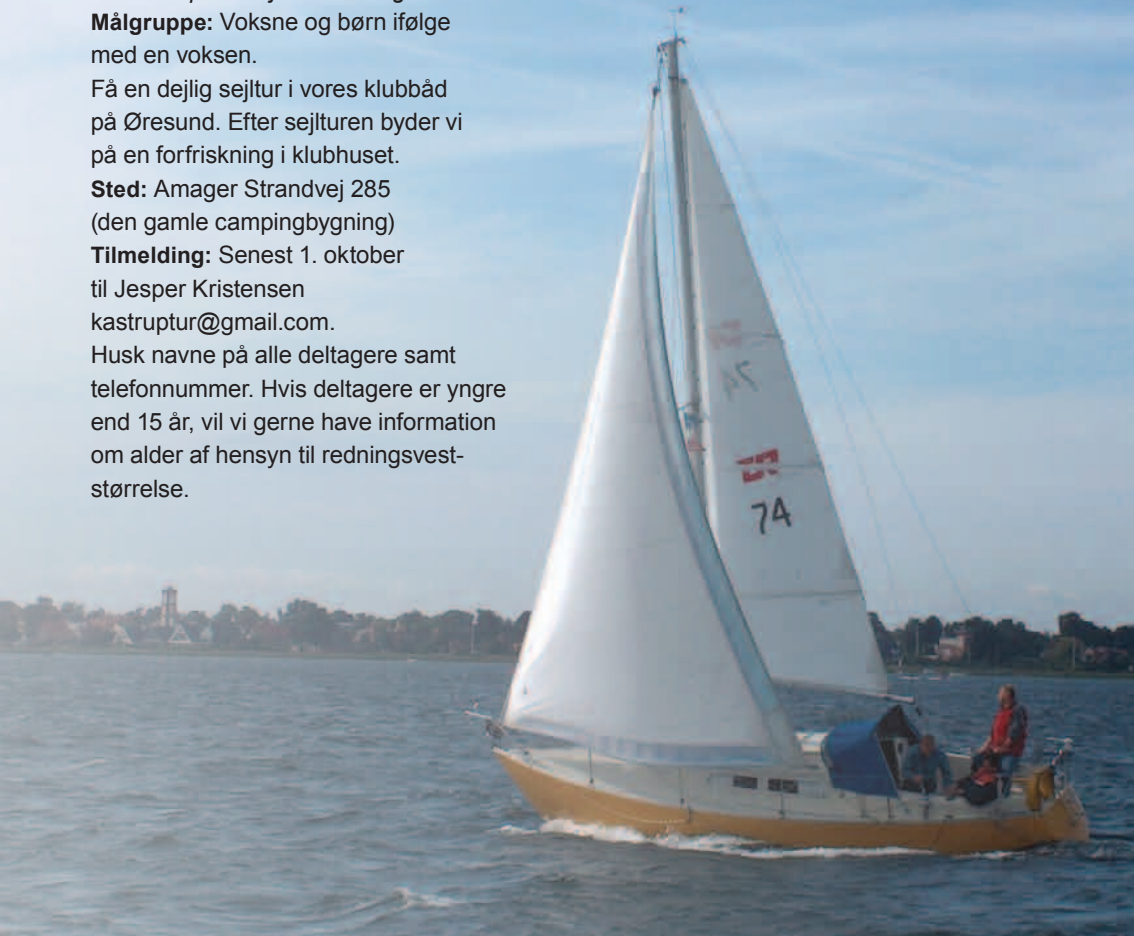 Målgruppe: Voksne og børn ifølge
med en voksen.
Få en dejlig sejltur i vores klubbåd
på Øresund. Efter sejlturen byder vi
på en forfriskning i klubhuset.
Sted: Amager Strandvej 285
(den gamle campingbygning)
Tilmelding: Senest 1. oktober
til Jesper Kristensen
kastruptur@gmail.com.
Husk navne på alle deltagere samt
telefonnummer. Hvis deltagere er yngre
end 15 år, vil vi gerne have information
om alder af hensyn til redningsvest-
størrelse.
74
74